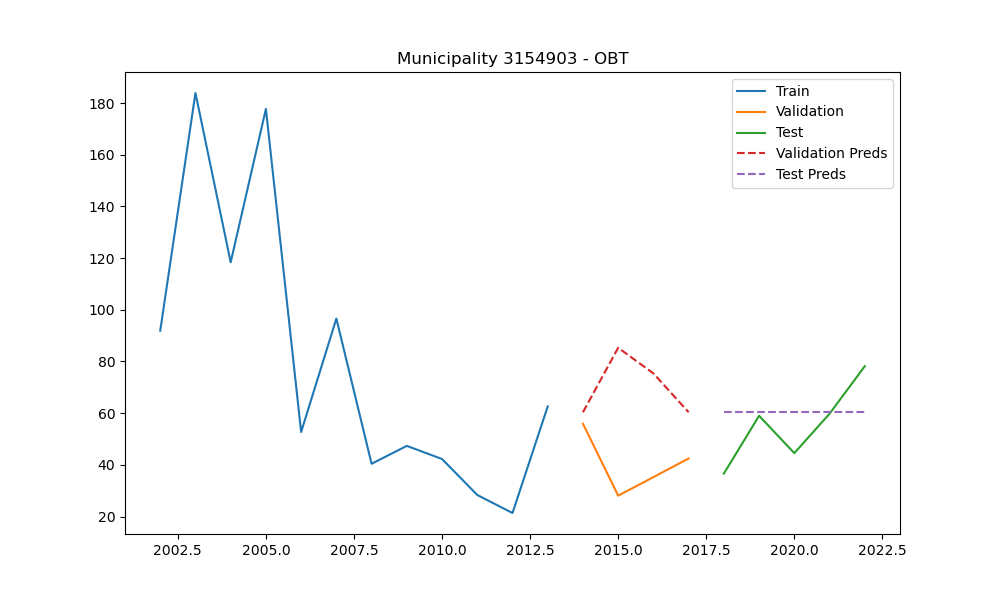 Municipality 3154903 - OBT
180
160
140
120
100
80
60
40
20
2002.5 2005.0 2007.5 2010.0 2012.5 2015.0 2017.5 2020.0 2022.5
Train
Validation
Test
Validation Preds
Test Preds